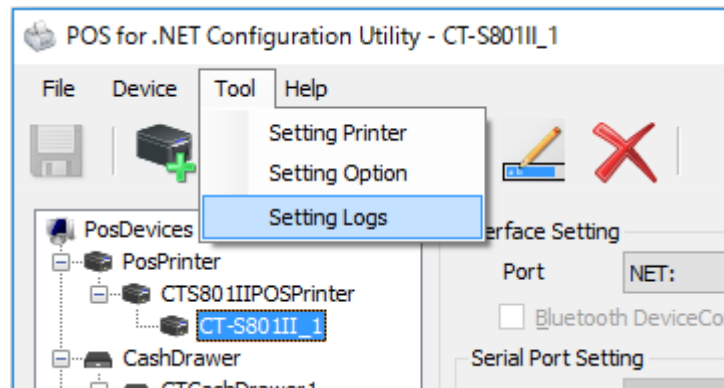 POS for .NET Configuration Utility - CT-S801II_1
File Device Tool Help
Setting Printer
Setting Option
Setting Logs
PosDevices
PosPrinter
CTS801IIPOSPrinter
CT-S801II_1
CashDrawer
erface Setting
Port NET:
Bluetooth DeviceCo
Serial Port Setting